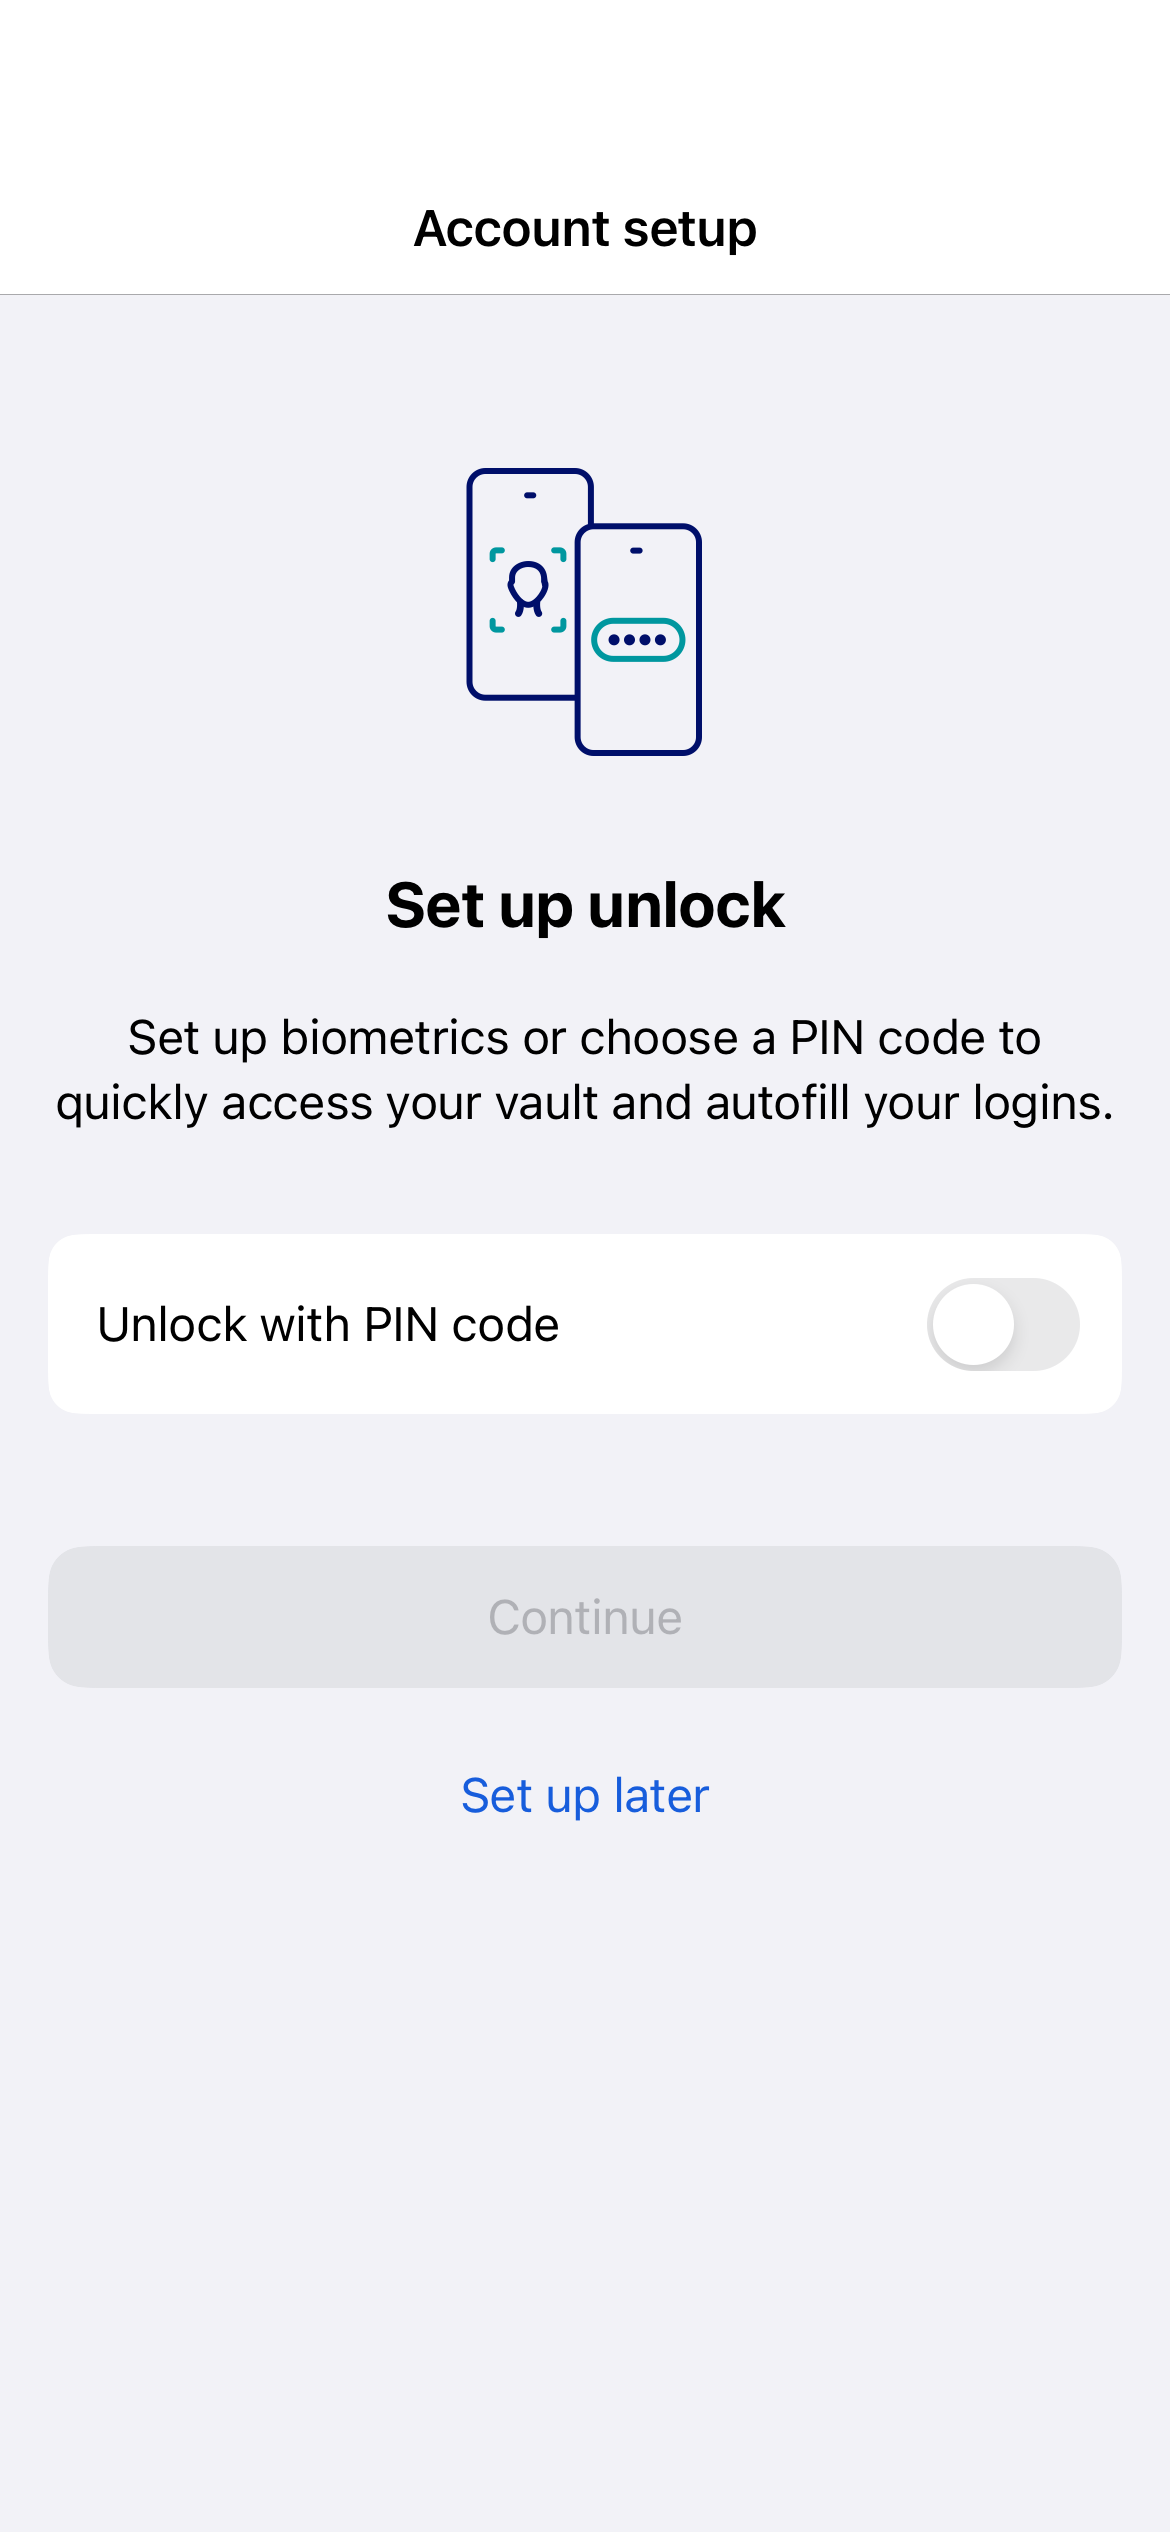 Account setup
Set up unlock
Set up biometrics or choose a PIN code to
quickly access your vault and autofill your logins.
Unlock with PIN code
Continue
Set up later